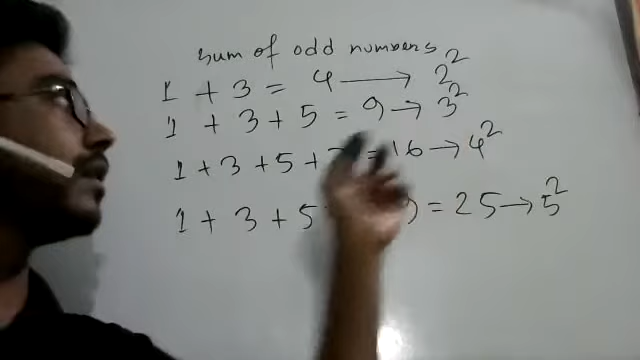 sum of odd numbers
1 + 3 = 4 → 2²
1 + 3 + 5 = 9 → 3²
1 + 3 + 5 + = 16 → 4²
1 + 3 + 5 = 25 → 5²